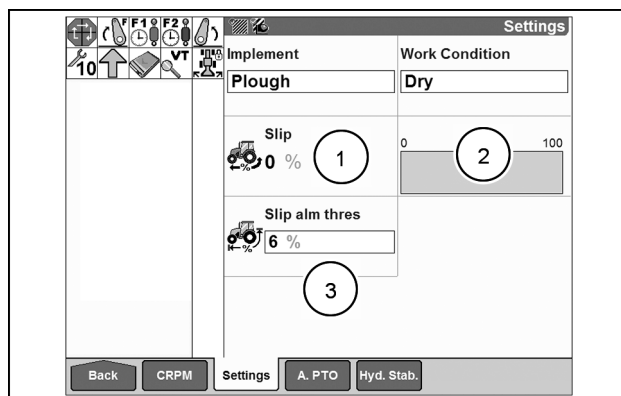 F F1 F2
Settings
10 VT
Implement
Work Condition
Plough
Dry
Slip
0 %
1
0
100
2
Slip alm thres
6 %
3
Back
CRPM
Settings
A. PTO
Hyd. Stab.